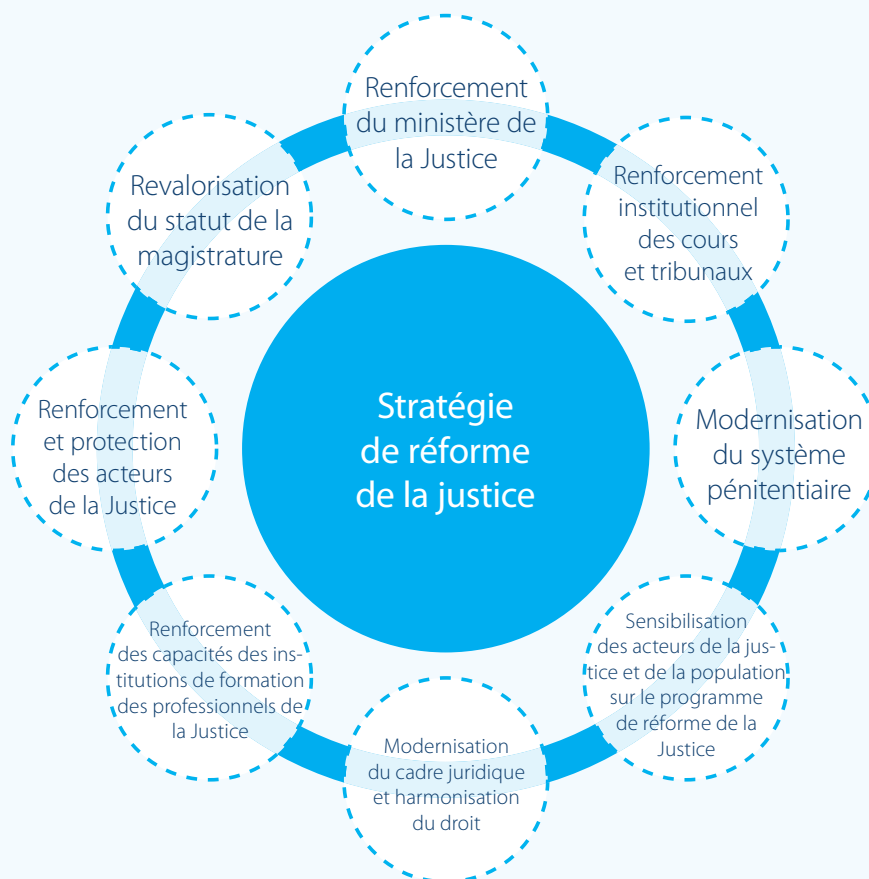 Renforcement
du ministère de
la Justice
Renforcement
institutionnel
des cours
et tribunaux
Modernisation
du système
pénitentiaire
Sensibilisation
des acteurs de la jus-
tice et de la population
sur le programme
de réforme de la
Justice
Modernisation
du cadre juridique
et harmonisation
du droit
Renforcement
des capacités des ins-
titutions de formation
des professionnels de
la Justice
Renforcement
et protection
des acteurs
de la Justice
Revalorisation
du statut de la
magistrature
Stratégie
de réforme
de la justice